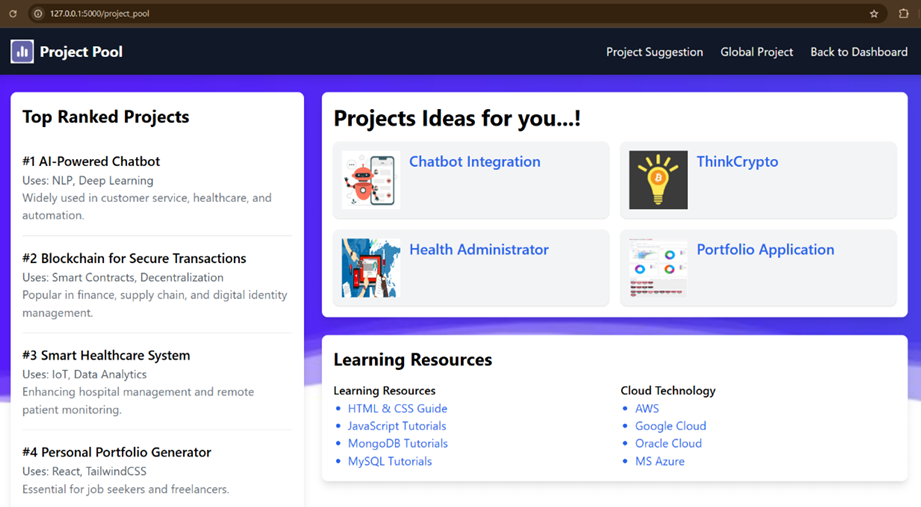 127.0.0.1:5000/project_pool
Project Pool
Project Suggestion
Global Project
Back to Dashboard
Top Ranked Projects
#1 AI-Powered Chatbot
Uses: NLP, Deep Learning
Widely used in customer service, healthcare, and
automation.
#2 Blockchain for Secure Transactions
Uses: Smart Contracts, Decentralization
Popular in finance, supply chain, and digital identity
management.
#3 Smart Healthcare System
Uses: IoT, Data Analytics
Enhancing hospital management and remote
patient monitoring.
#4 Personal Portfolio Generator
Uses: React, TailwindCSS
Essential for job seekers and freelancers.
Projects Ideas for you...!
Chatbot Integration
ThinkCrypto
Health Administrator
Portfolio Application
Learning Resources
Learning Resources
HTML & CSS Guide
JavaScript Tutorials
MongoDB Tutorials
MySQL Tutorials
Cloud Technology
AWS
Google Cloud
Oracle Cloud
MS Azure